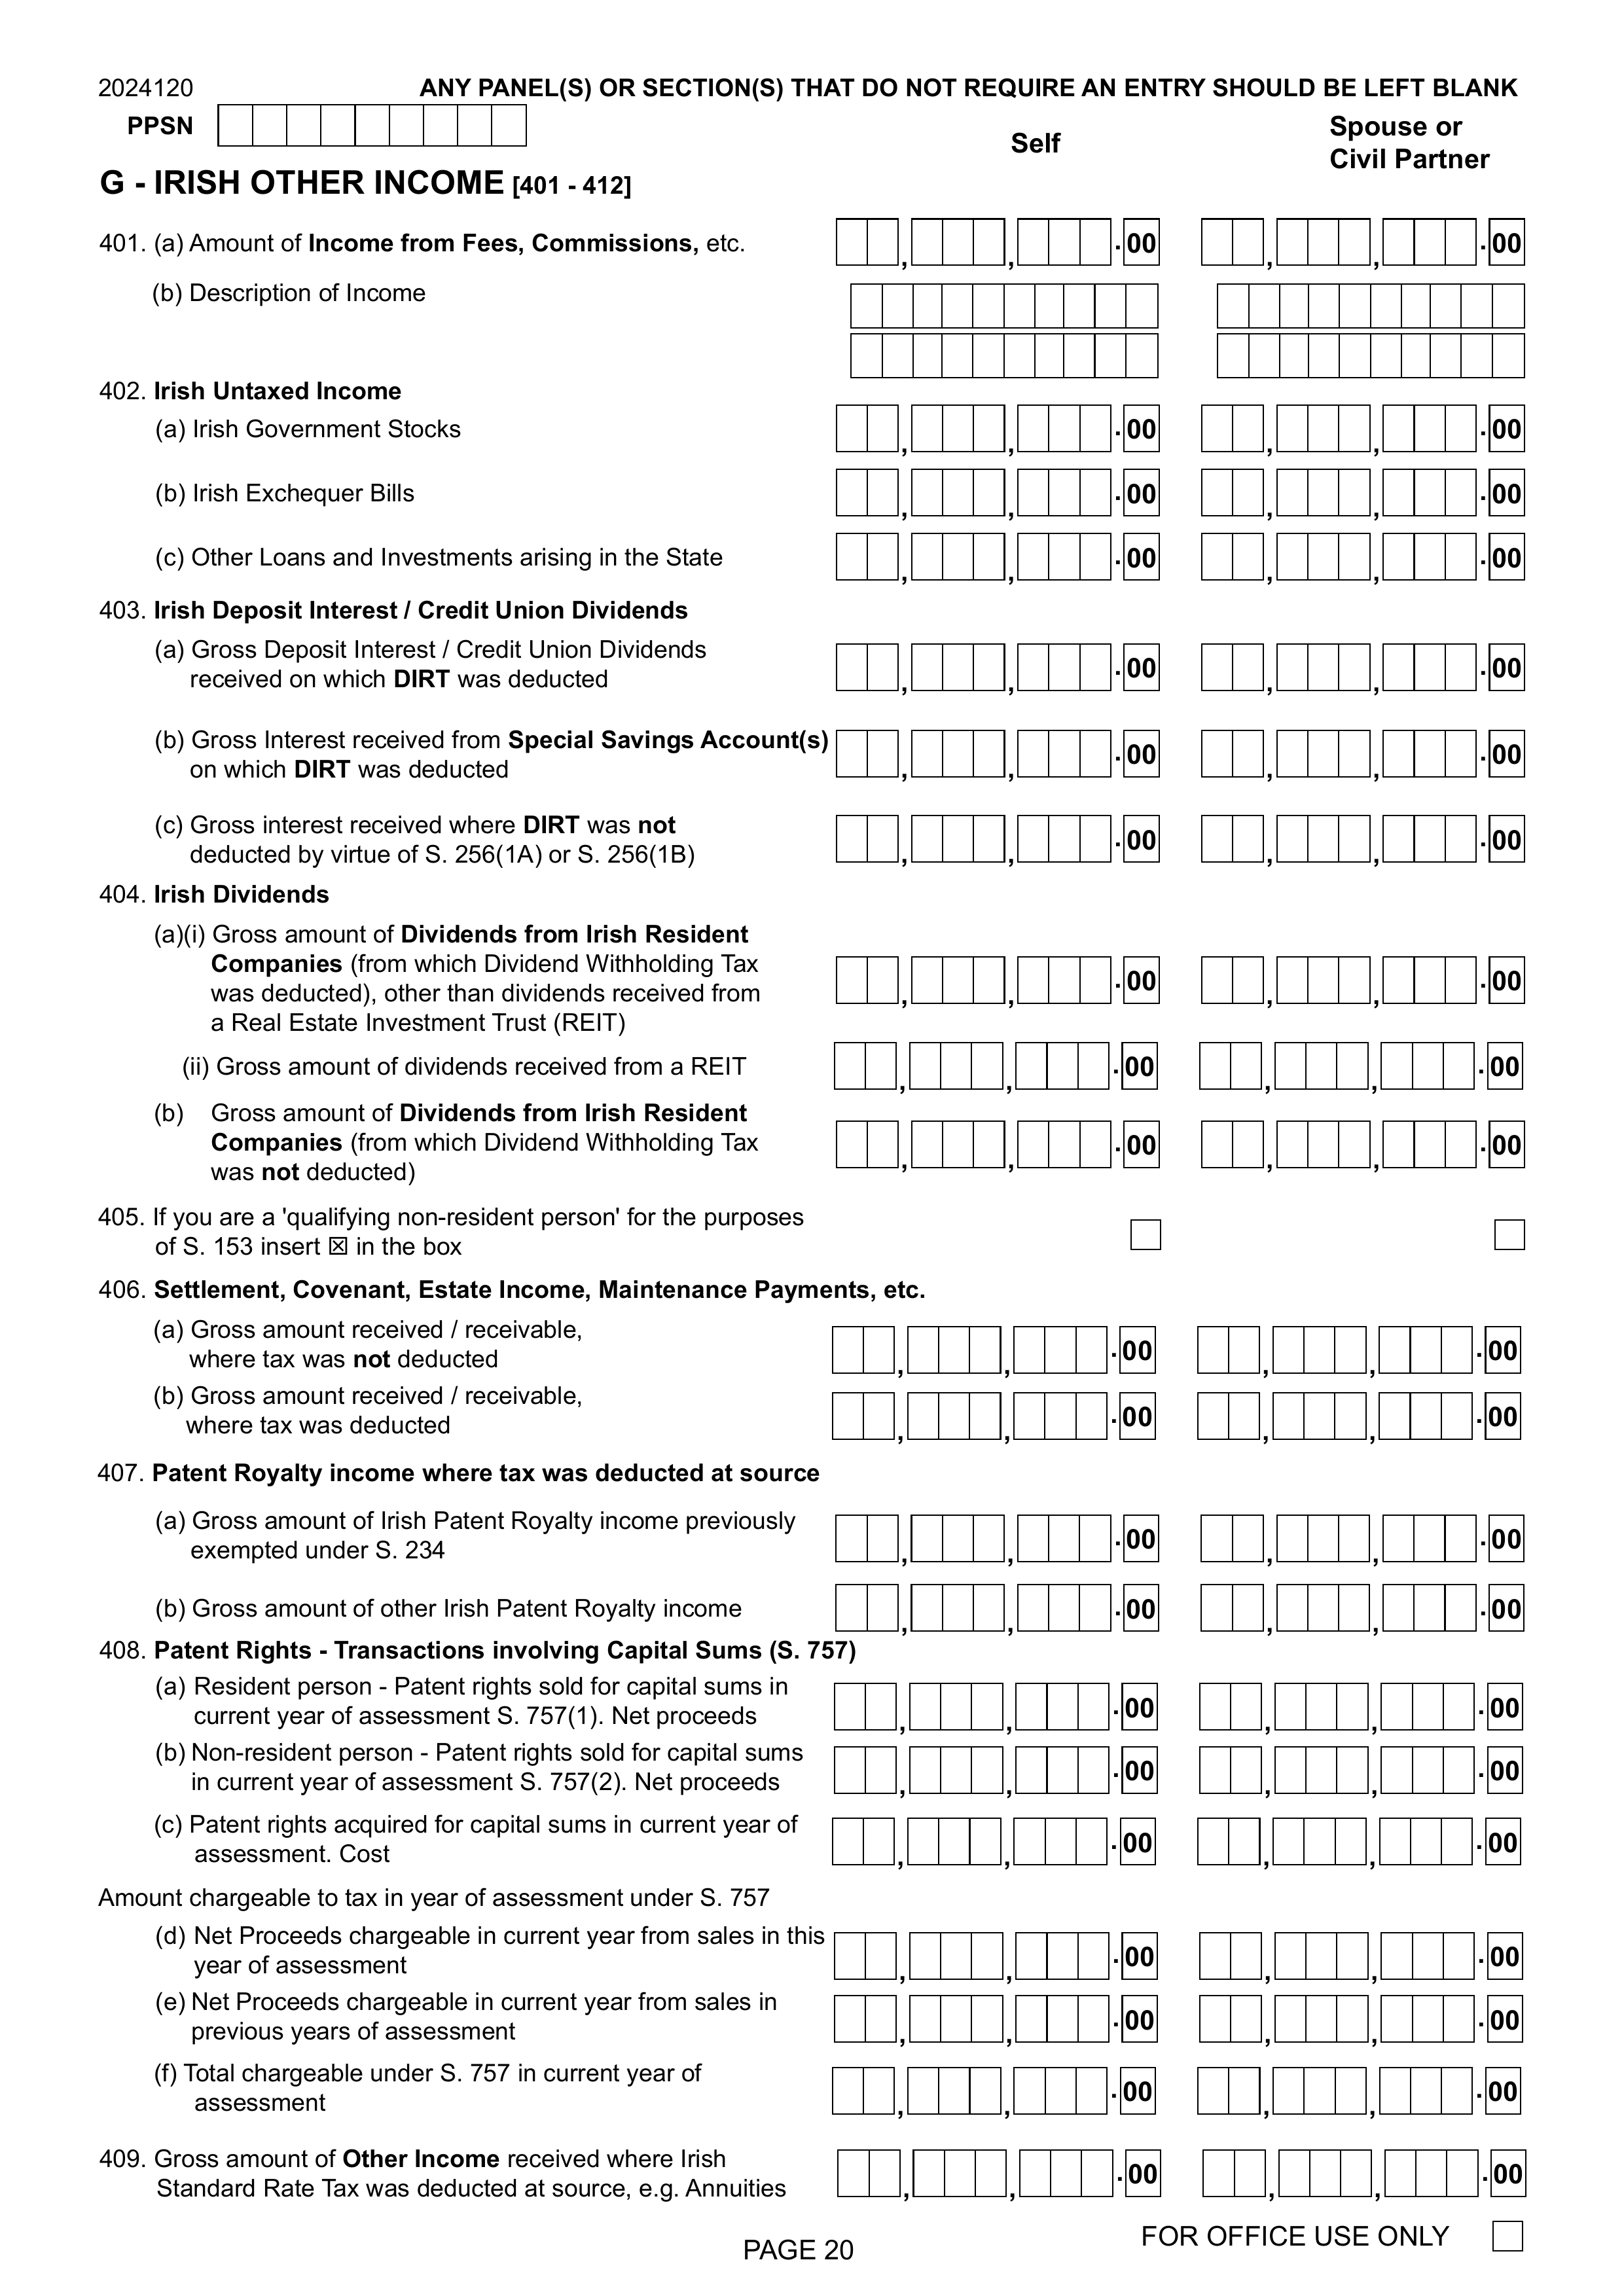 2024120
ANY PANEL(S) OR SECTION(S) THAT DO NOT REQUIRE AN ENTRY SHOULD BE LEFT BLANK
PPSN
Self
Spouse or
Civil Partner
G - IRISH OTHER INCOME [401 - 412]
401. (a) Amount of Income from Fees, Commissions, etc. , , .00 , , .00
(b) Description of Income
402. Irish Untaxed Income
(a) Irish Government Stocks , , .00 , , .00
(b) Irish Exchequer Bills , , .00 , , .00
(c) Other Loans and Investments arising in the State , , .00 , , .00
403. Irish Deposit Interest / Credit Union Dividends
(a) Gross Deposit Interest / Credit Union Dividends
received on which DIRT was deducted , , .00 , , .00
(b) Gross Interest received from Special Savings Account(s)
on which DIRT was deducted , , .00 , , .00
(c) Gross interest received where DIRT was not
deducted by virtue of S. 256(1A) or S. 256(1B) , , .00 , , .00
404. Irish Dividends
(a)(i) Gross amount of Dividends from Irish Resident
Companies (from which Dividend Withholding Tax
was deducted), other than dividends received from
a Real Estate Investment Trust (REIT) , , .00 , , .00
(ii) Gross amount of dividends received from a REIT , , .00 , , .00
(b) Gross amount of Dividends from Irish Resident
Companies (from which Dividend Withholding Tax
was not deducted) , , .00 , , .00
405. If you are a 'qualifying non-resident person' for the purposes
of S. 153 insert ☒ in the box
406. Settlement, Covenant, Estate Income, Maintenance Payments, etc.
(a) Gross amount received / receivable,
where tax was not deducted , , .00 , , .00
(b) Gross amount received / receivable,
where tax was deducted , , .00 , , .00
407. Patent Royalty income where tax was deducted at source
(a) Gross amount of Irish Patent Royalty income previously
exempted under S. 234 , , .00 , , .00
(b) Gross amount of other Irish Patent Royalty income , , .00 , , .00
408. Patent Rights - Transactions involving Capital Sums (S. 757)
(a) Resident person - Patent rights sold for capital sums in
current year of assessment S. 757(1). Net proceeds , , .00 , , .00
(b) Non-resident person - Patent rights sold for capital sums
in current year of assessment S. 757(2). Net proceeds , , .00 , , .00
(c) Patent rights acquired for capital sums in current year of
assessment. Cost , , .00 , , .00
Amount chargeable to tax in year of assessment under S. 757
(d) Net Proceeds chargeable in current year from sales in this
year of assessment , , .00 , , .00
(e) Net Proceeds chargeable in current year from sales in
previous years of assessment , , .00 , , .00
(f) Total chargeable under S. 757 in current year of
assessment , , .00 , , .00
409. Gross amount of Other Income received where Irish
Standard Rate Tax was deducted at source, e.g. Annuities , , .00 , , .00
FOR OFFICE USE ONLY
PAGE 20